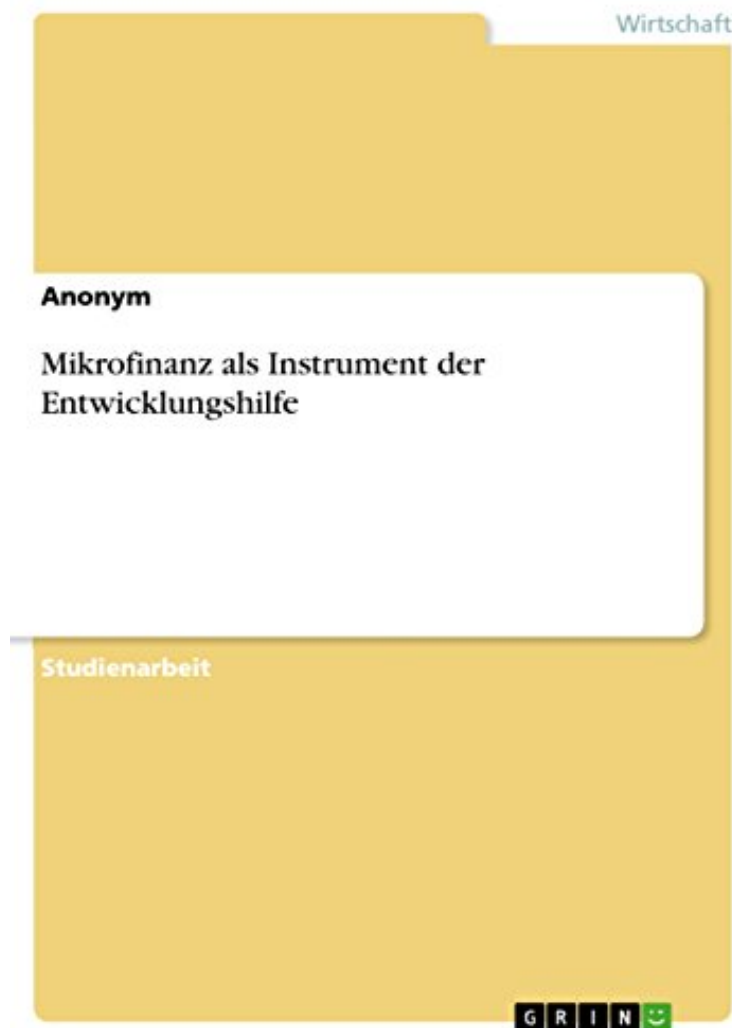 Wirtschaft
Anonym
Mikrofinanz als Instrument der
Entwicklungshilfe
Studienarbeit
GRIN